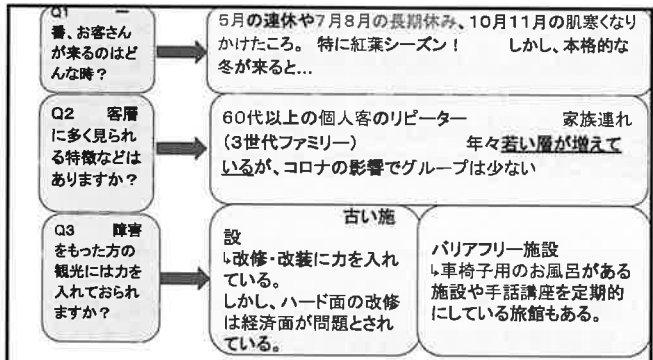 Q1 一
番、お客さん
が来るのはど
んな時？
5月の連休や7月8月の長期休み、10月11月の肌寒くなり
かけたころ。 特に紅葉シーズン！ しかし、本格的な
冬が来ると…
Q2 客層
に多く見られ
る特徴などは
ありますか？
60代以上の個人客のリピーター 家族連れ
(3世代ファミリー) 年々若い層が増えて
いるが、コロナの影響でグループは少ない
Q3 障害
をもった方の
観光には力を
入れておられ
ますか？
古い施
設
↳改修・改装に力を入れ
ている。
しかし、ハード面の改修
は経済面が問題とされ
ている。
バリアフリー施設
↳車椅子用のお風呂がある
施設や手話講座を定期的
にしている旅館もある。